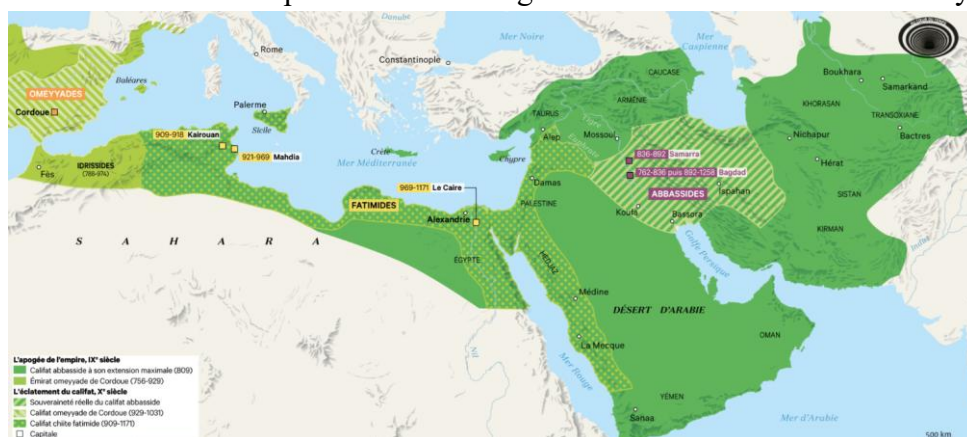 Danube
Mer Noire
Mer
Caspienne
Rome
Constantinople
CAUCASE
Boukhara
Samarkand
OMEYYADES
Baléares
Cordoue
Palerme
Sicile
ARMÉNIE
TAURUS
KHORASAN
TRANSOXIANE
Bactres
909-918 Kairouan
921-969 Mahdia
Alep
Mossoul
Nichapur
Hérat
Fès
IDRISSIDES
(789-974)
Mer Méditerranée
Crète
Chypre
836-892 Samarra
762-836 puis 892-1258 Bagdad
Ispahan
ABBASSIDES
969-1171 Le Caire
Damas
PALESTINE
Koufa
Bassora
SISTAN
KIRMAN
FATIMIDES
Alexandrie
Golfe Persique
Indus
SAHARA
ÉGYPTE
HEDJAZ
Médine
DÉSERT D'ARABIE
La Mecque
OMAN
Nil
Mer Rouge
YÉMEN
Sanaa
Mer d'Arabie
L'apogée de l'empire, IXe siècle
Califat abbasside à son extension maximale (809)
Émirat omeyyade de Cordoue (756-929)
L'éclatement du califat, Xe siècle
Souveraineté réelle du califat abbasside
Califat omeyyade de Cordoue (929-1031)
Califat chiite fatimide (909-1171)
Capitale
500 km